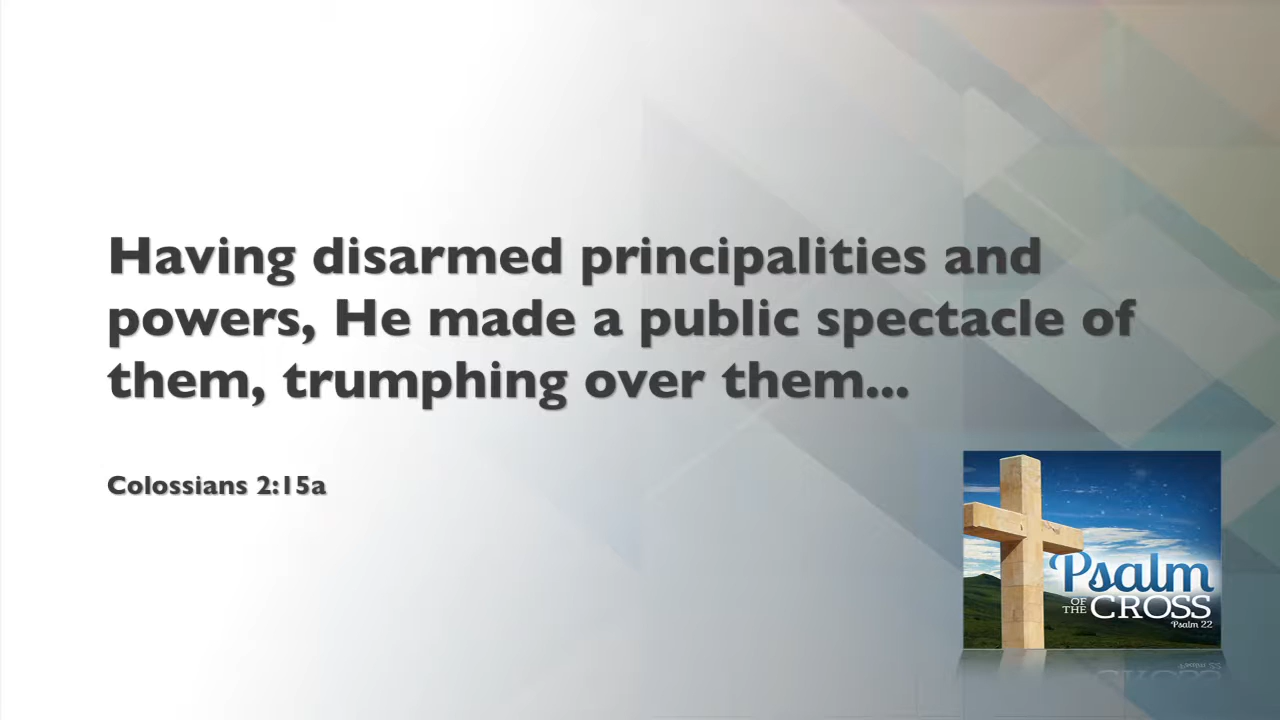 Having disarmed principalities and
powers, He made a public spectacle of
them, trumphing over them...
Colossians 2:15a
Psalm
OF THE CROSS
Psalm 22